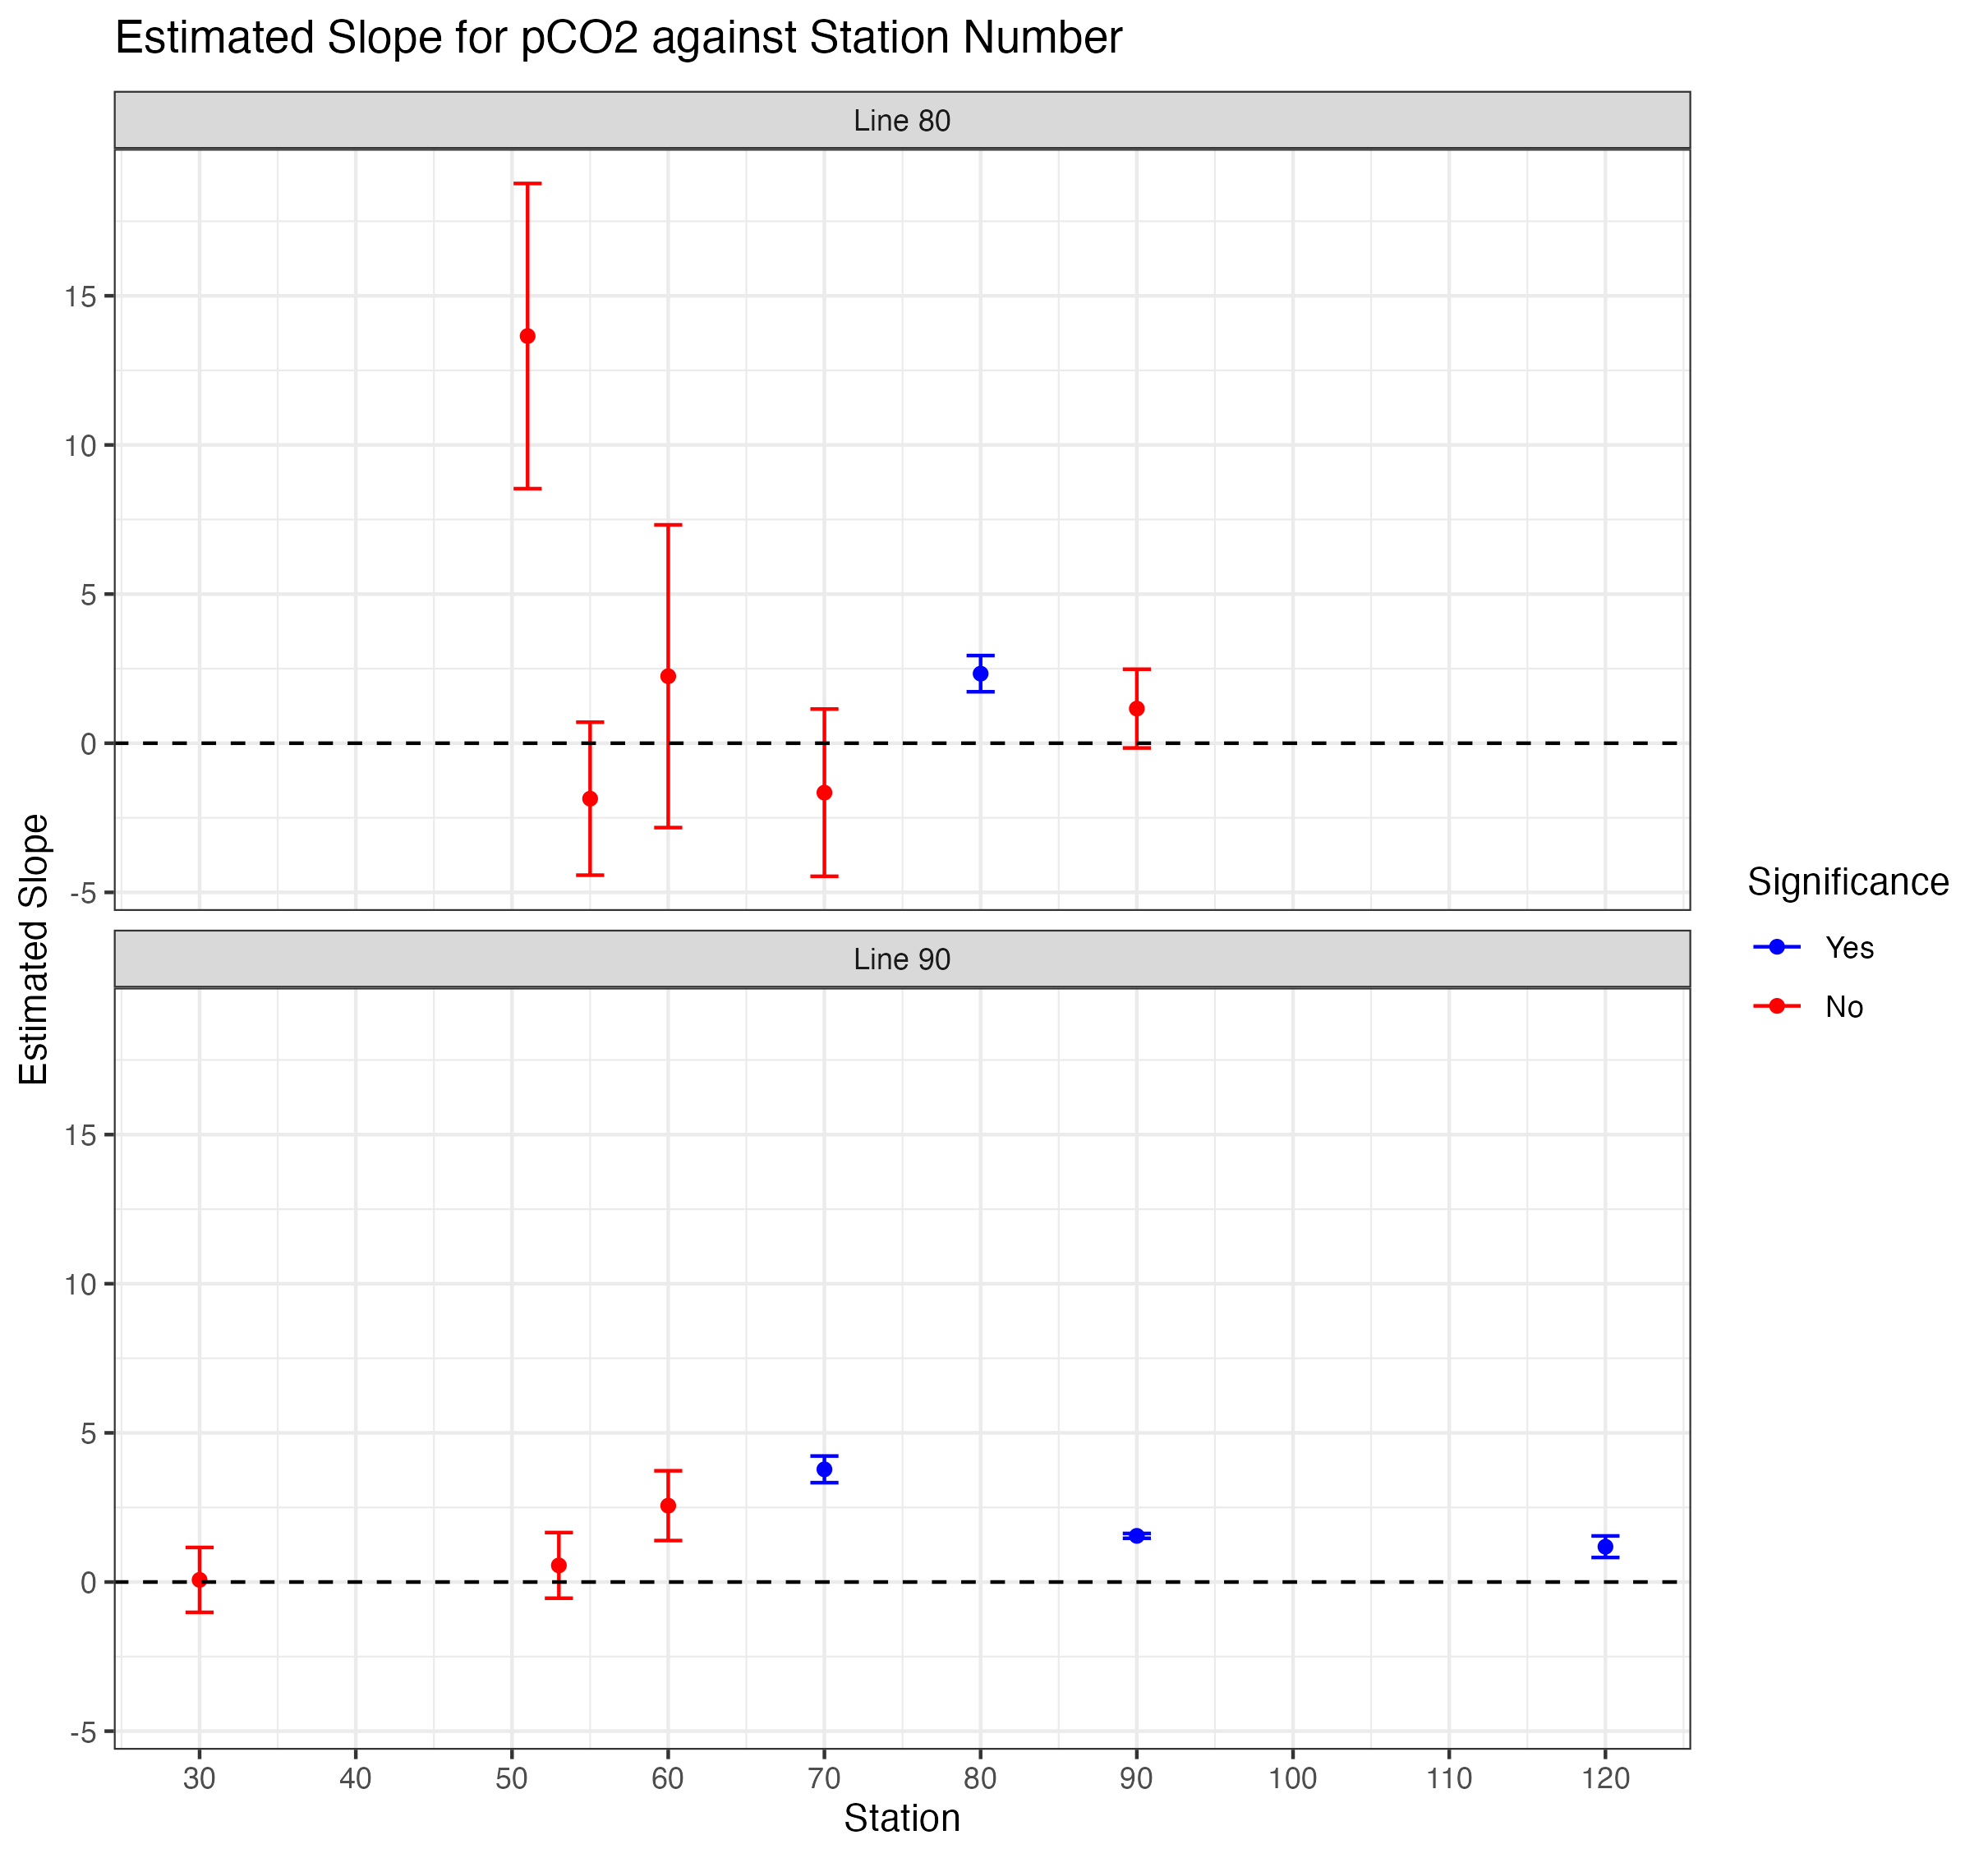 Estimated Slope for pCO2 against Station Number
Line 80
15
10
5
0
-5
Line 90
15
10
5
0
-5
30 40 50 60 70 80 90 100 110 120
Station
Estimated Slope
Significance
Yes
No